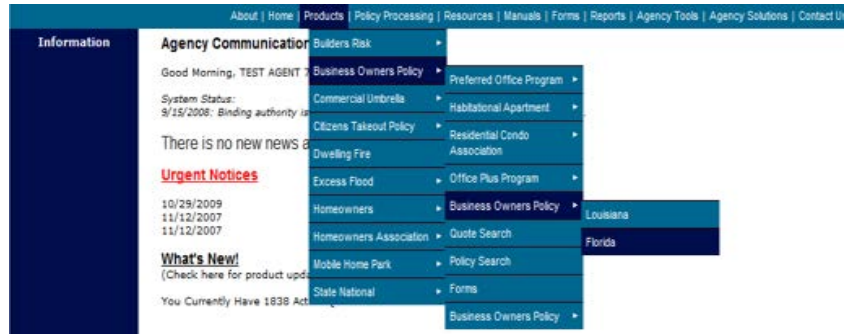 About | Home | Products | Policy Processing | Resources | Manuals | Forms | Reports | Agency Tools | Agency Solutions | Contact
Information
Agency Communication
Good Morning, TEST AGENT
System Status:
9/15/2008: Binding authority is
There is no new news
Urgent Notices
10/29/2009
11/12/2007
11/12/2007
What's New!
(Check here for product
You Currently Have 1838
Builders Risk
Business Owners Policy
Commercial Umbrella
Citizens Takeout Policy
Dwelling Fire
Excess Flood
Homeowners
Homeowners Association
Mobile Home Park
State National
Preferred Office Program
Habitational Apartment
Residential Condo
Association
Office Plus Program
Business Owners Policy
Quote Search
Policy Search
Forms
Business Owners Policy
Louisiana
Florida